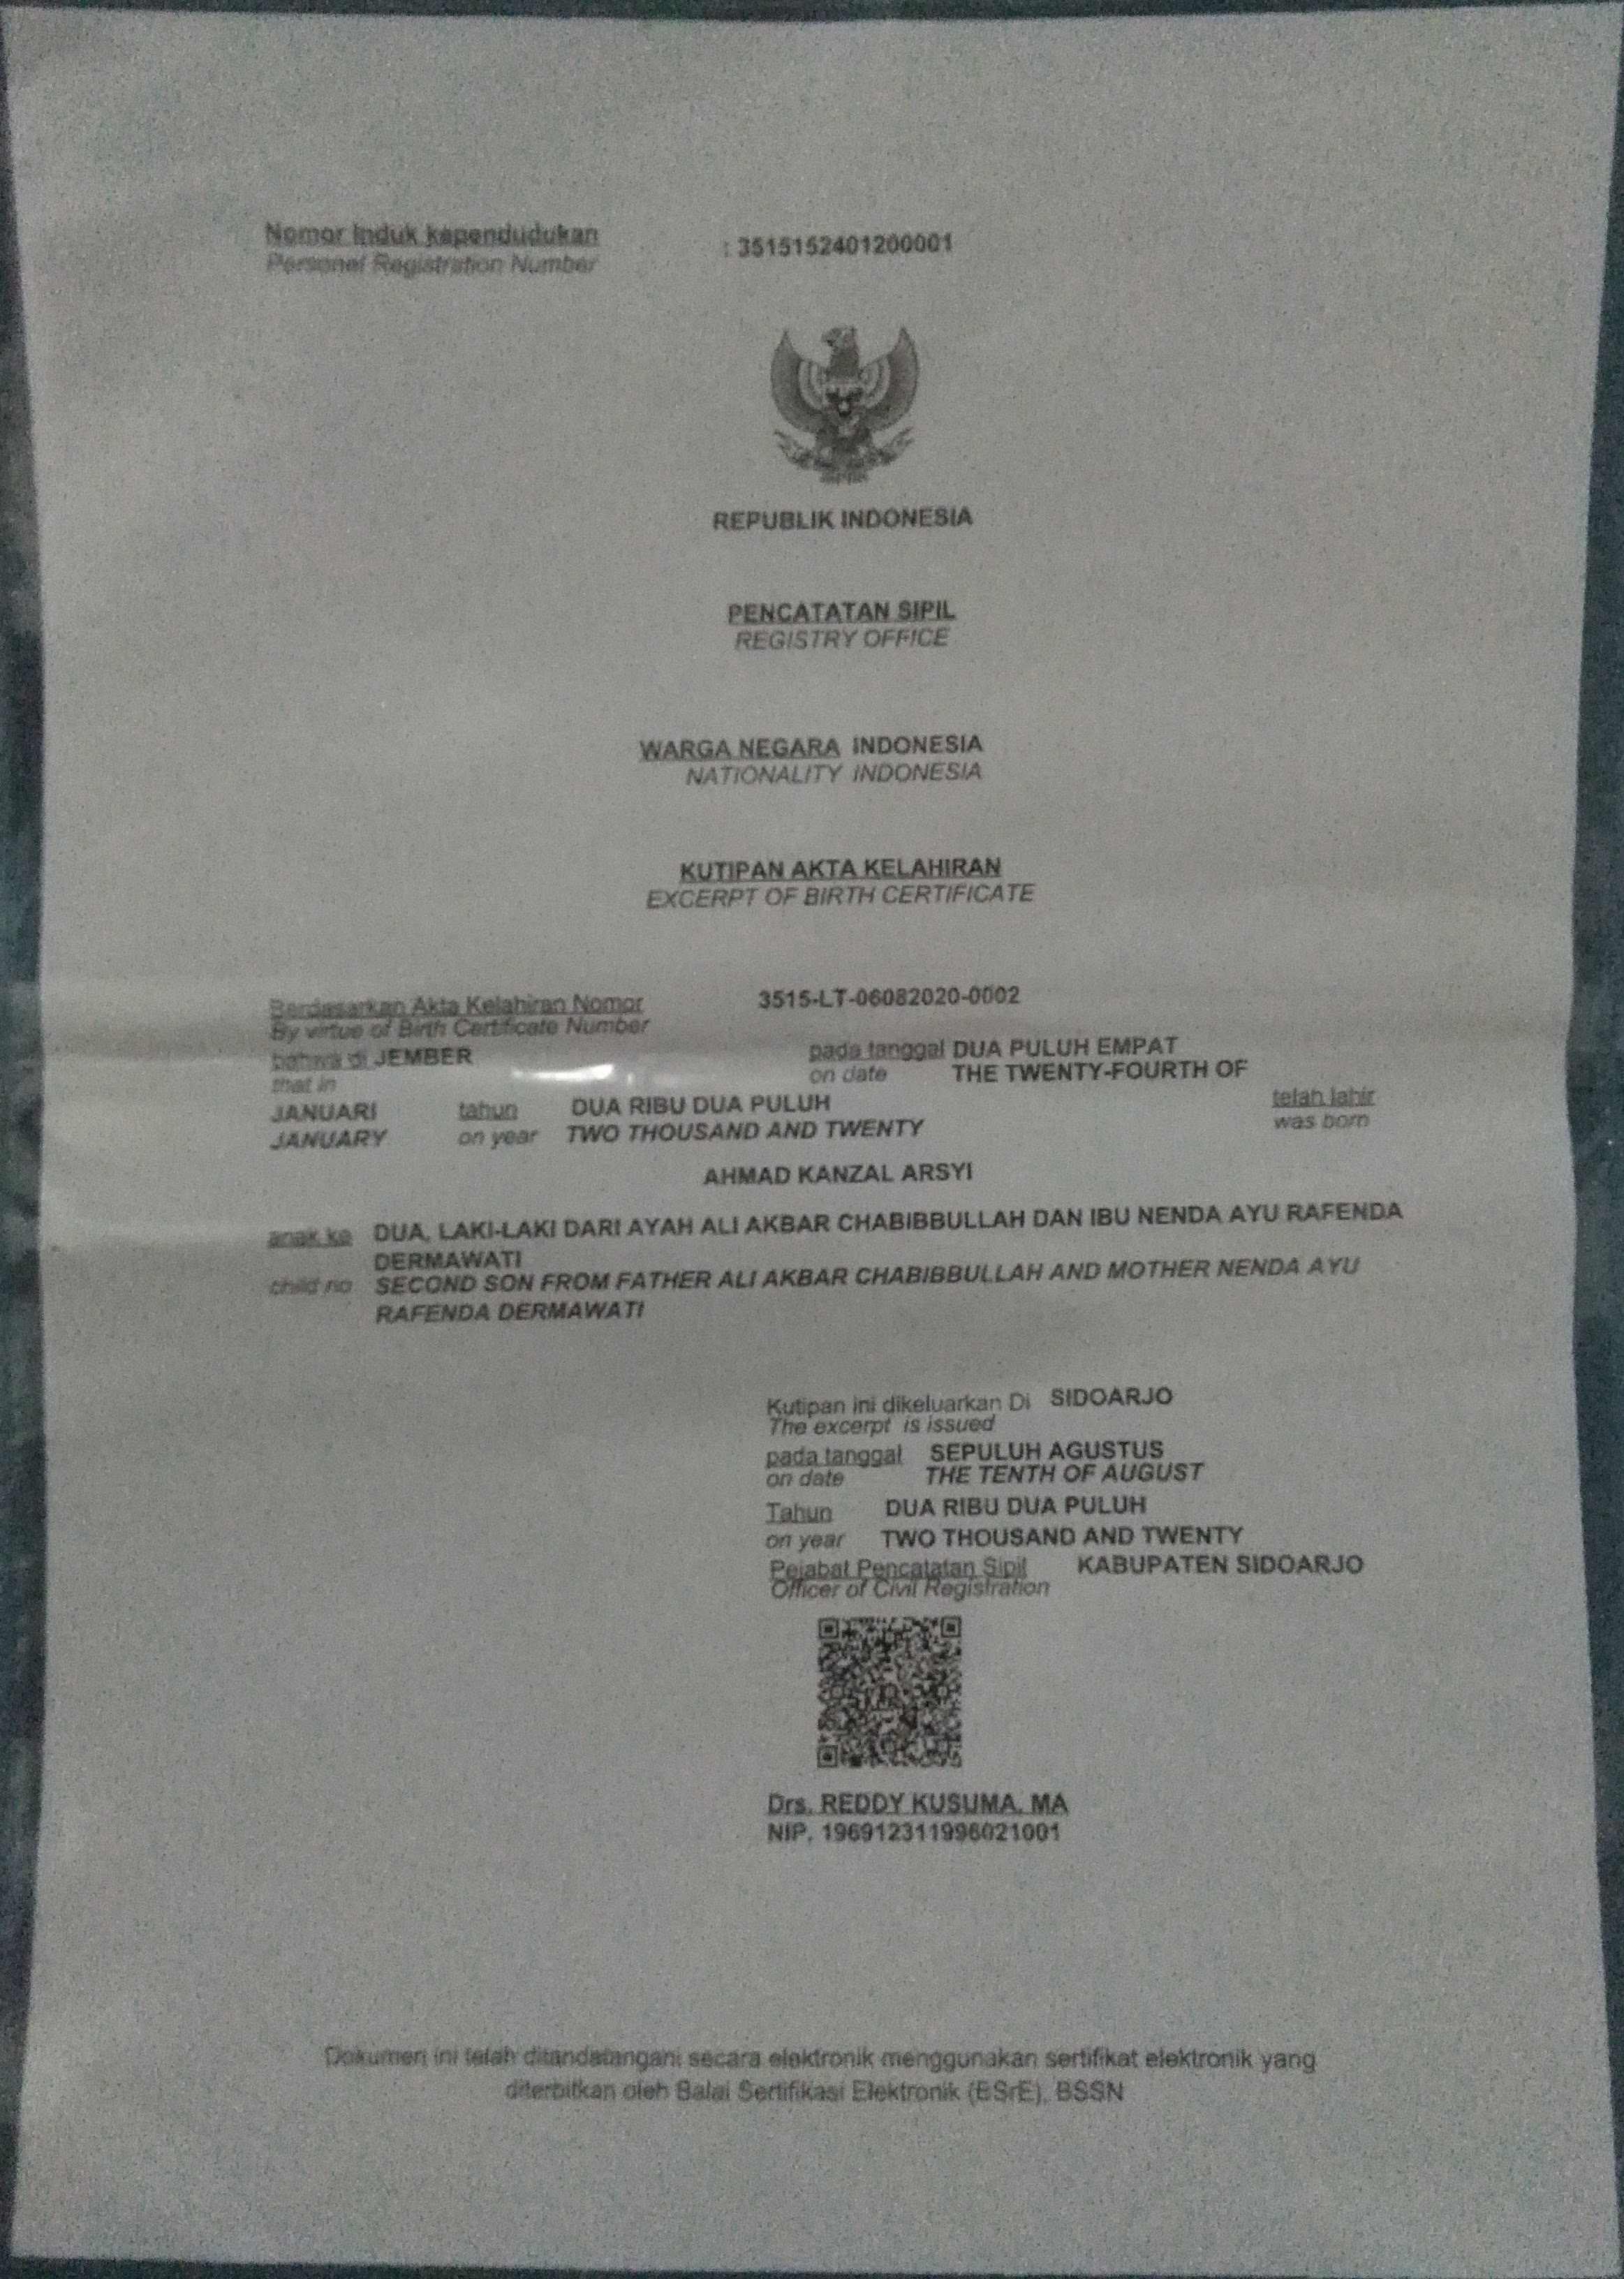 Nomor Induk kependudukan : 3515152401200001
Personel Registration Number
REPUBLIK INDONESIA
PENCATATAN SIPIL
REGISTRY OFFICE
WARGA NEGARA INDONESIA
NATIONALITY INDONESIA
KUTIPAN AKTA KELAHIRAN
EXCERPT OF BIRTH CERTIFICATE
Berdasarkan Akta Kelahiran Nomor 3515-LT-06082020-0002
By virtue of Birth Certificate Number
bahwa di JEMBER pada tanggal DUA PULUH EMPAT
that in on date THE TWENTY-FOURTH OF
JANUARI tahun DUA RIBU DUA PULUH telah lahir
JANUARY on year TWO THOUSAND AND TWENTY was born
AHMAD KANZAL ARSYI
anak ke DUA, LAKI-LAKI DARI AYAH ALI AKBAR CHABIBBULLAH DAN IBU NENDA AYU RAFENDA
DERMAWATI
child no SECOND SON FROM FATHER ALI AKBAR CHABIBBULLAH AND MOTHER NENDA AYU
RAFENDA DERMAWATI
Kutipan ini dikeluarkan Di SIDOARJO
The excerpt is issued
pada tanggal SEPULUH AGUSTUS
on date THE TENTH OF AUGUST
Tahun DUA RIBU DUA PULUH
on year TWO THOUSAND AND TWENTY
Pejabat Pencatatan Sipil KABUPATEN SIDOARJO
Officer of Civil Registration
Drs. REDDY KUSUMA, MA
NIP. 196912311996021001
Dokumen ini telah ditandatangani secara elektronik menggunakan sertifikat elektronik yang
diterbitkan oleh Balai Sertifikasi Elektronik (BSrE), BSSN